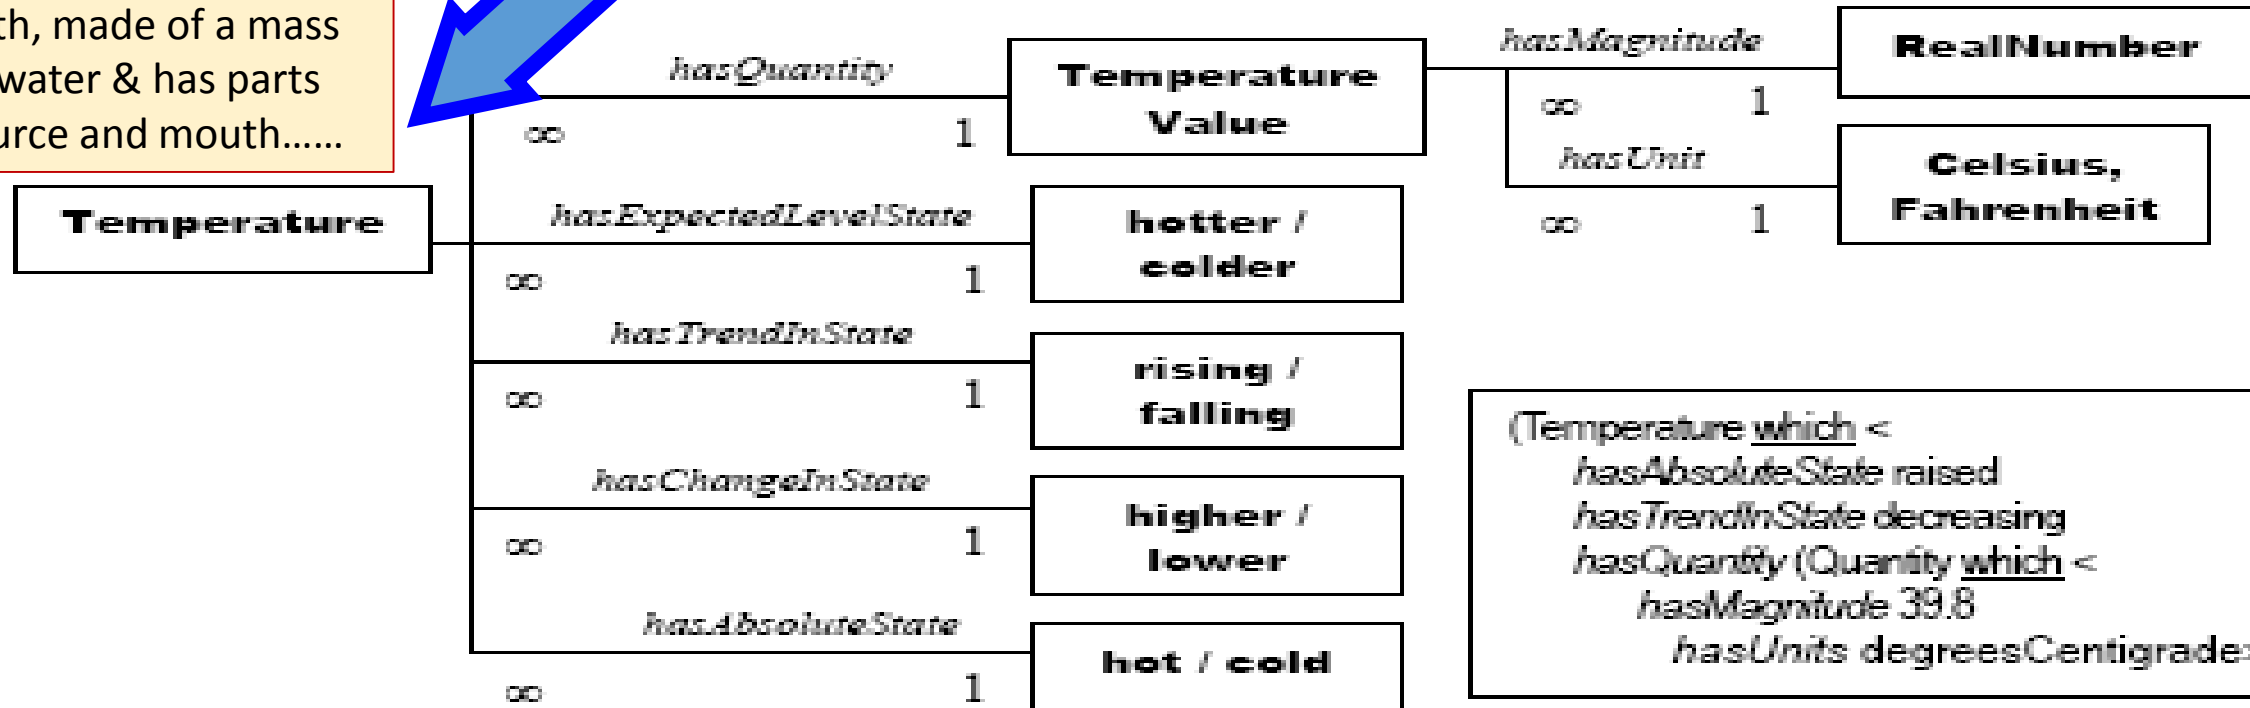 th, made of a mass
water & has parts
urce and mouth......
Temperature
hasQuantity
∞ 1
Temperature
Value
hasMagnitude
∞ 1
RealNumber
hasUnit
∞ 1
Celsius,
Fahrenheit
hasExpectedLevelState
∞ 1
hotter /
colder
hasTrendInState
∞ 1
rising /
falling
hasChangeInState
∞ 1
higher /
lower
hasAbsoluteState
∞ 1
hot / cold
(Temperature which <
hasAbsoluteState raised
hasTrendInState decreasing
hasQuantity (Quantity which <
hasMagnitude 39.8
hasUnits degreesCentigrade>